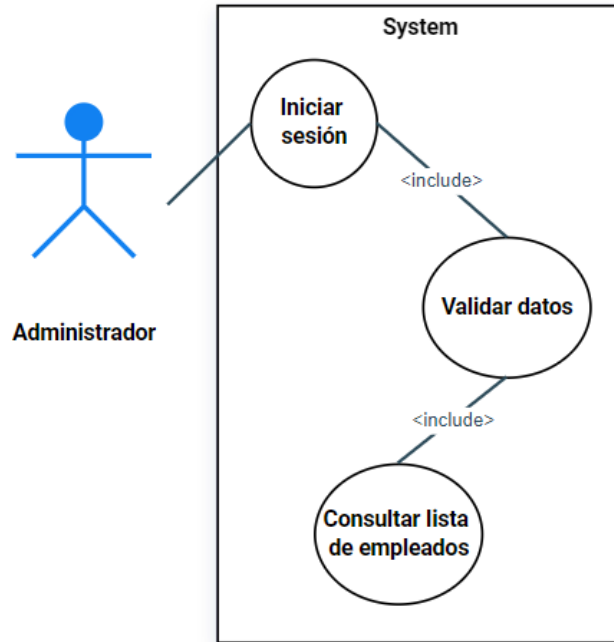 System
Iniciar
sesión
<include>
Validar datos
Administrador
<include>
Consultar lista
de empleados